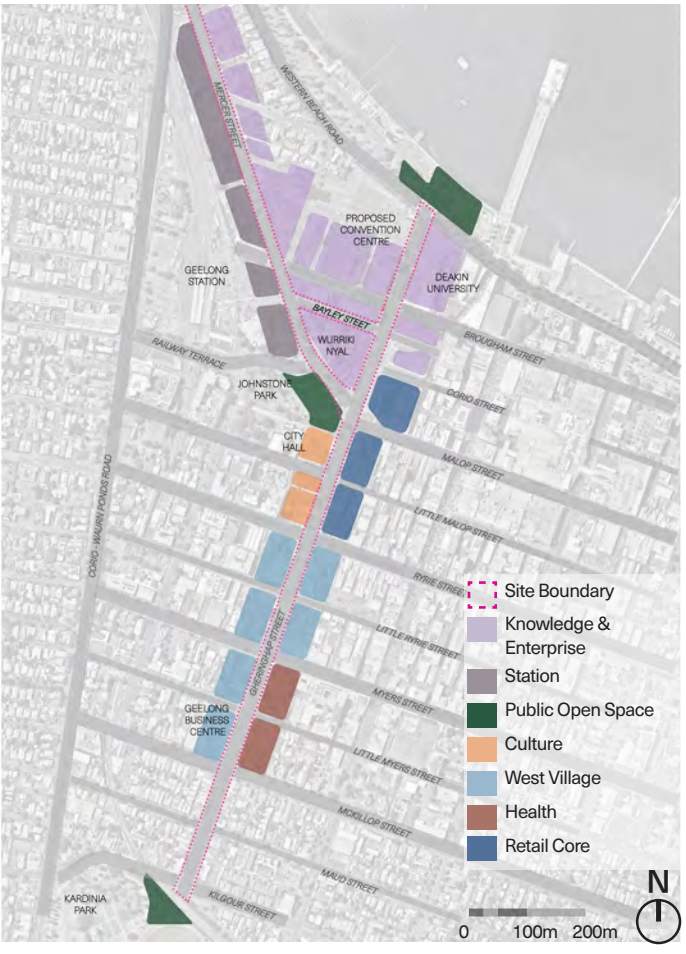 MERCER STREET
WESTERN BEACH ROAD
PROPOSED
CONVENTION
CENTRE
GEELONG
STATION
DEAKIN
UNIVERSITY
BAYLEY STEET
WURRIKI
NYAL
BROUGHAM STREET
RAILWAY TERRACE
JOHNSTONE
PARK
CORIO STREET
CITY
HALL
MALOP STREET
CORIO - WAURN PONDS ROAD
LITTLE MALOP STREET
RYRIE STREET
LITTLE RYRIE STREET
GHERINGHAP STREET
MYERS STREET
GEELONG
BUSINESS
CENTRE
LITTLE MYERS STREET
MCKILLOP STREET
MAUD STREET
KARDINIA
PARK
KILGOUR STREET
Site Boundary
Knowledge &
Enterprise
Station
Public Open Space
Culture
West Village
Health
Retail Core
N
0 100m 200m